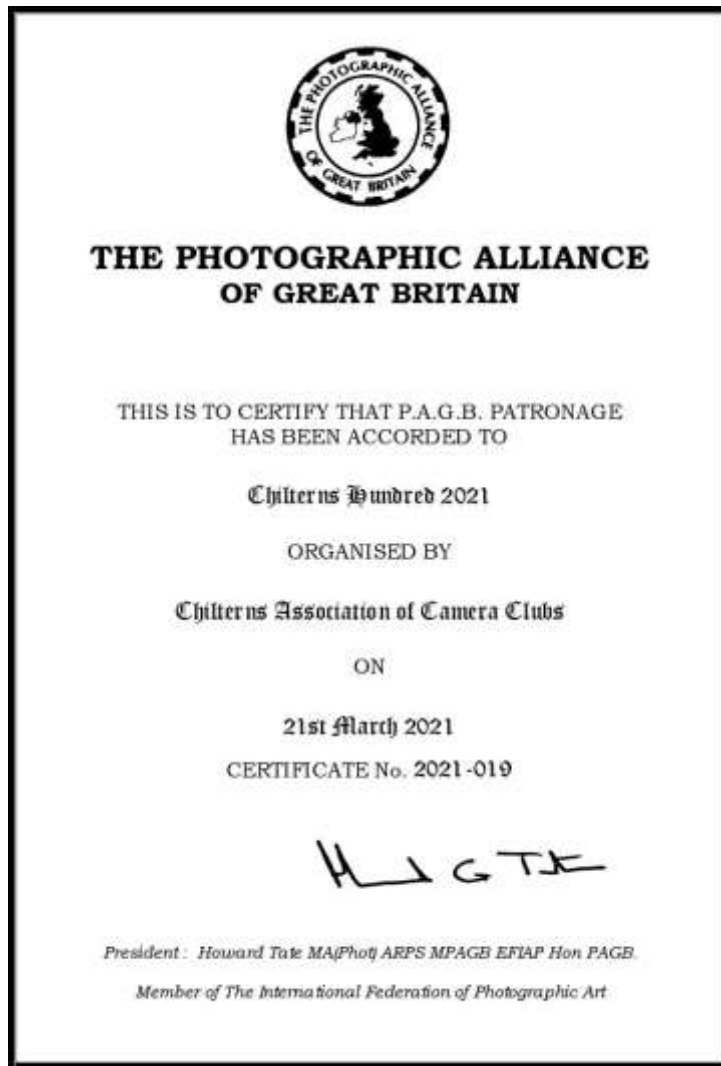 THE PHOTOGRAPHIC ALLIANCE
OF GREAT BRITAIN
THE PHOTOGRAPHIC ALLIANCE
OF GREAT BRITAIN
THIS IS TO CERTIFY THAT P.A.G.B. PATRONAGE
HAS BEEN ACCORDED TO
Chilterns Hundred 2021
ORGANISED BY
Chilterns Association of Camera Clubs
ON
21st March 2021
CERTIFICATE No. 2021-019
President : Howard Tate MA(Phot) ARPS MPAGB EFIAP Hon PAGB.
Member of The International Federation of Photographic Art